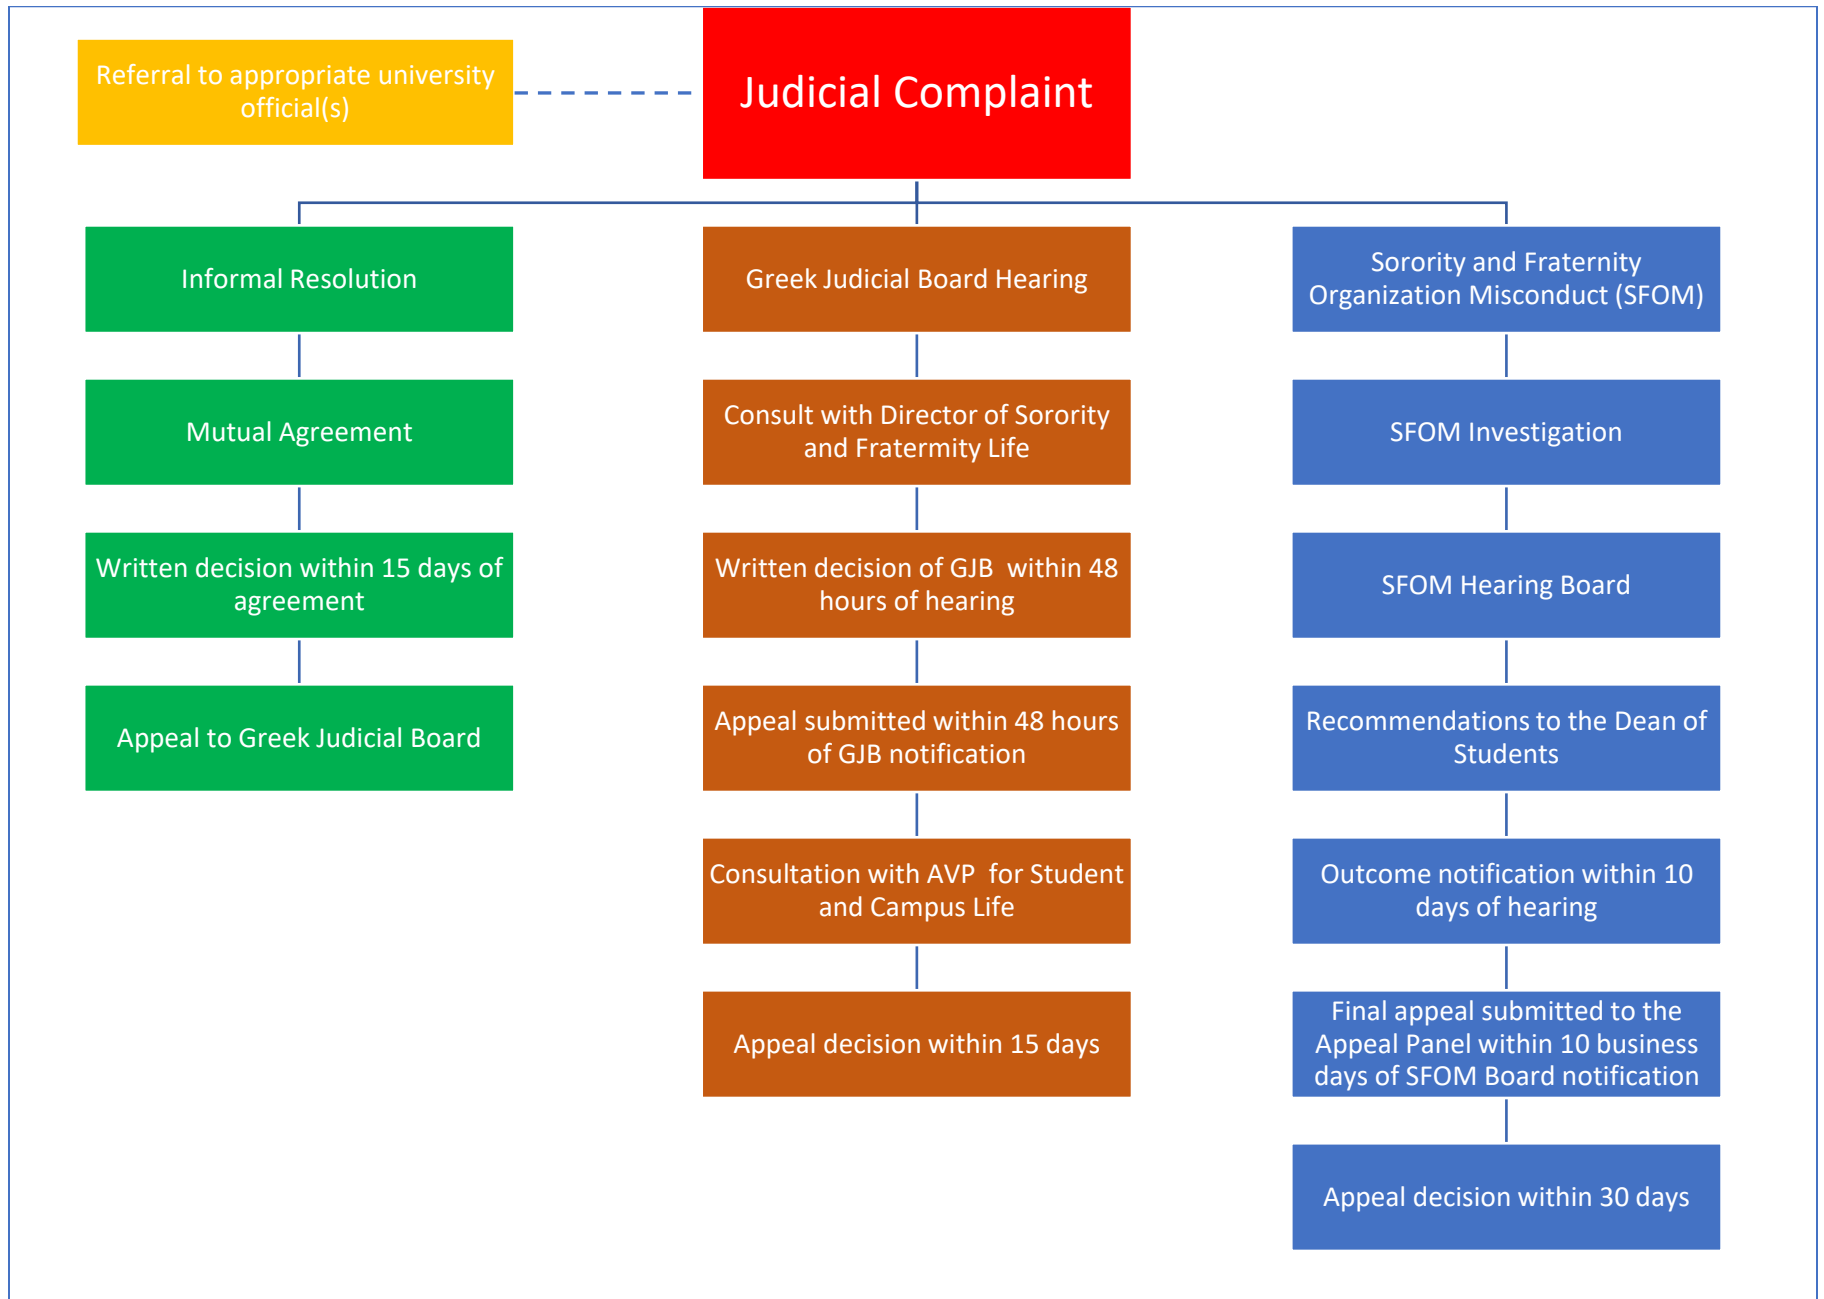 Referral to appropriate university
official(s)
Judicial Complaint
Informal Resolution
Mutual Agreement
Written decision within 15 days of
agreement
Appeal to Greek Judicial Board
Greek Judicial Board Hearing
Consult with Director of Sorority
and Fratermity Life
Written decision of GJB  within 48
hours of hearing
Appeal submitted within 48 hours
of GJB notification
Consultation with AVP  for Student
and Campus Life
Appeal decision within 15 days
Sorority and Fraternity
Organization Misconduct (SFOM)
SFOM Investigation
SFOM Hearing Board
Recommendations to the Dean of
Students
Outcome notification within 10
days of hearing
Final appeal submitted to the
Appeal Panel within 10 business
days of SFOM Board notification
Appeal decision within 30 days